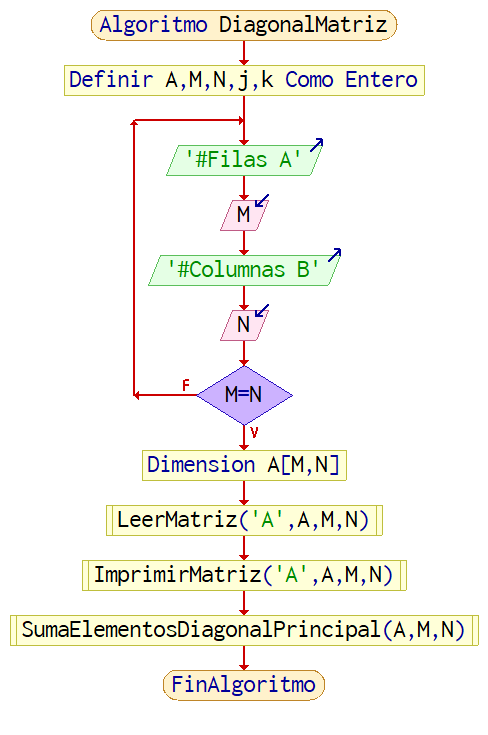 Algoritmo DiagonalMatriz
Definir A,M,N,j,k Como Entero
'#Filas A'
M
'#Columnas B'
N
F
M=N
V
Dimension A[M,N]
LeerMatriz('A',A,M,N)
ImprimirMatriz('A',A,M,N)
SumaElementosDiagonalPrincipal(A,M,N)
FinAlgoritmo